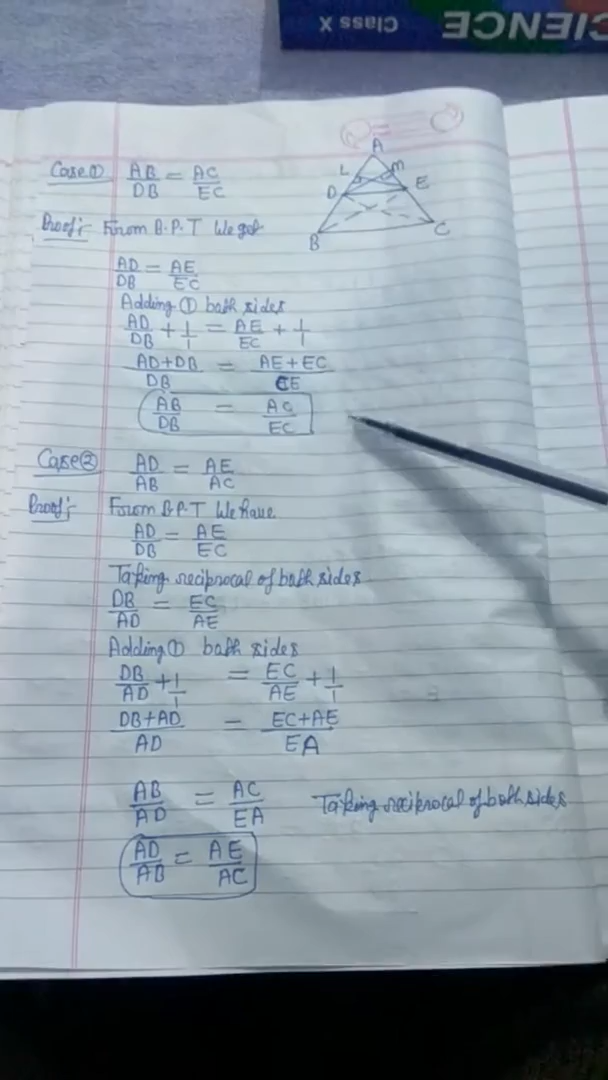 SCIENCE
Class X
A
L M
D E
B C
Case① AB/DB = AC/EC
Proof:- From B.P.T We get
AD/DB = AE/EC
Adding ① both sides
AD/DB + 1/1 = AE/EC + 1/1
AD+DB/DB = AE+EC/CE
AB/DB = AC/EC
Case② AD/AB = AE/AC
Proof:- From B.P.T We have
AD/DB = AE/EC
Taking reciprocal of both sides
DB/AD = EC/AE
Adding ① both sides
DB/AD + 1/1 = EC/AE + 1/1
DB+AD/AD = EC+AE/EA
AB/AD = AC/EA Taking reciprocal of both sides
AD/AB = AE/AC